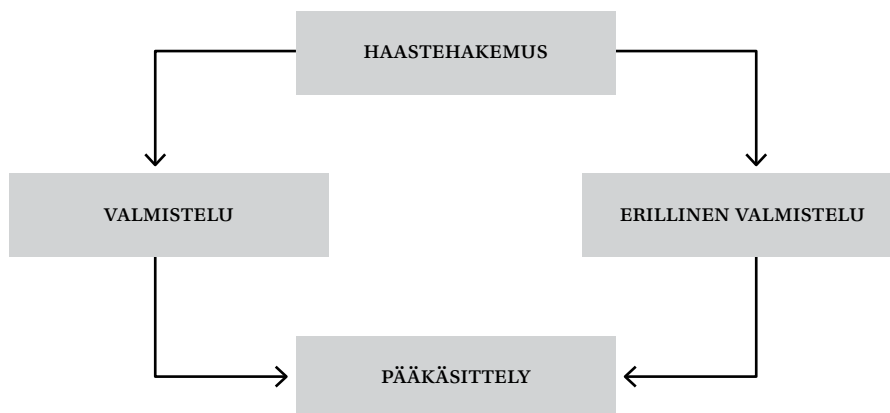 HAASTEHAKEMUS
VALMISTELU
ERILLINEN VALMISTELU
PÄÄKÄSITTELY